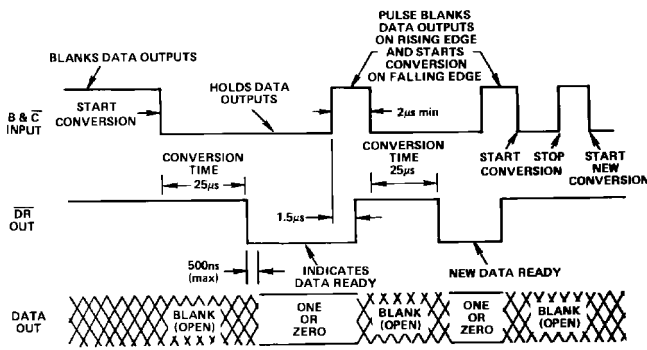 PULSE BLANKS
DATA OUTPUTS
ON RISING EDGE
AND STARTS
CONVERSION
ON FALLING EDGE
BLANKS DATA OUTPUTS
HOLDS DATA
OUTPUTS
START
CONVERSION
B & C̅
INPUT
2μs min
CONVERSION
TIME
25μs
CONVERSION
TIME
25μs
START
CONVERSION
STOP
START
NEW
CONVERSION
D̅R̅
OUT
1.5μs
500ns
(max)
INDICATES
DATA READY
NEW DATA READY
DATA
OUT
BLANK
(OPEN)
ONE
OR
ZERO
BLANK
(OPEN)
ONE
OR
ZERO
BLANK
(OPEN)